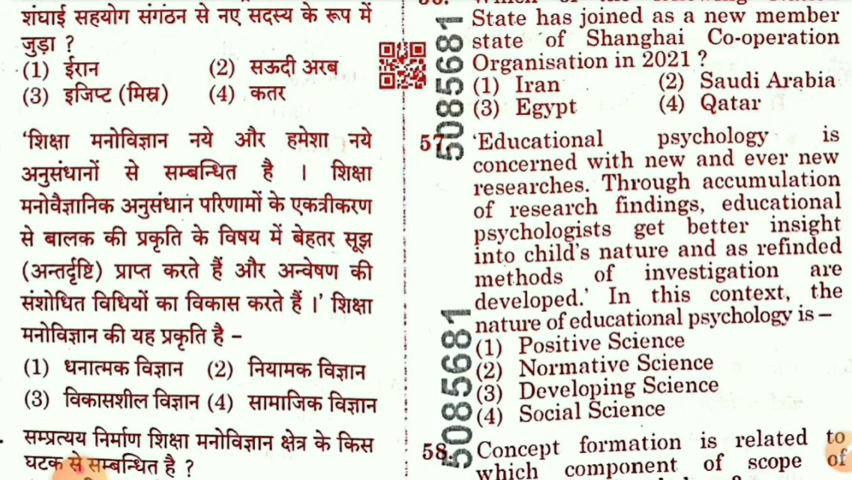 शंघाई सहयोग संगठन से नए सदस्य के रूप में
जुड़ा ?
(1) ईरान (2) सऊदी अरब
(3) इजिप्ट (मिस्र) (4) कतर
'शिक्षा मनोविज्ञान नये और हमेशा नये
अनुसंधानों से सम्बन्धित है । शिक्षा
मनोवैज्ञानिक अनुसंधान परिणामों के एकत्रीकरण
से बालक की प्रकृति के विषय में बेहतर सूझ
(अन्तर्दृष्टि) प्राप्त करते हैं और अन्वेषण की
संशोधित विधियों का विकास करते हैं ।' शिक्षा
मनोविज्ञान की यह प्रकृति है –
(1) धनात्मक विज्ञान (2) नियामक विज्ञान
(3) विकासशील विज्ञान (4) सामाजिक विज्ञान
सम्प्रत्यय निर्माण शिक्षा मनोविज्ञान क्षेत्र के किस
घटक से सम्बन्धित है ?
5085681
5085681
State has joined as a new member
state of Shanghai Co-operation
Organisation in 2021 ?
(1) Iran (2) Saudi Arabia
(3) Egypt (4) Qatar
57. 'Educational psychology is
concerned with new and ever new
researches. Through accumulation
of research findings, educational
psychologists get better insight
into child's nature and as refinded
methods of investigation are
developed.' In this context, the
nature of educational psychology is –
(1) Positive Science
(2) Normative Science
(3) Developing Science
(4) Social Science
58. Concept formation is related to
which component of scope of